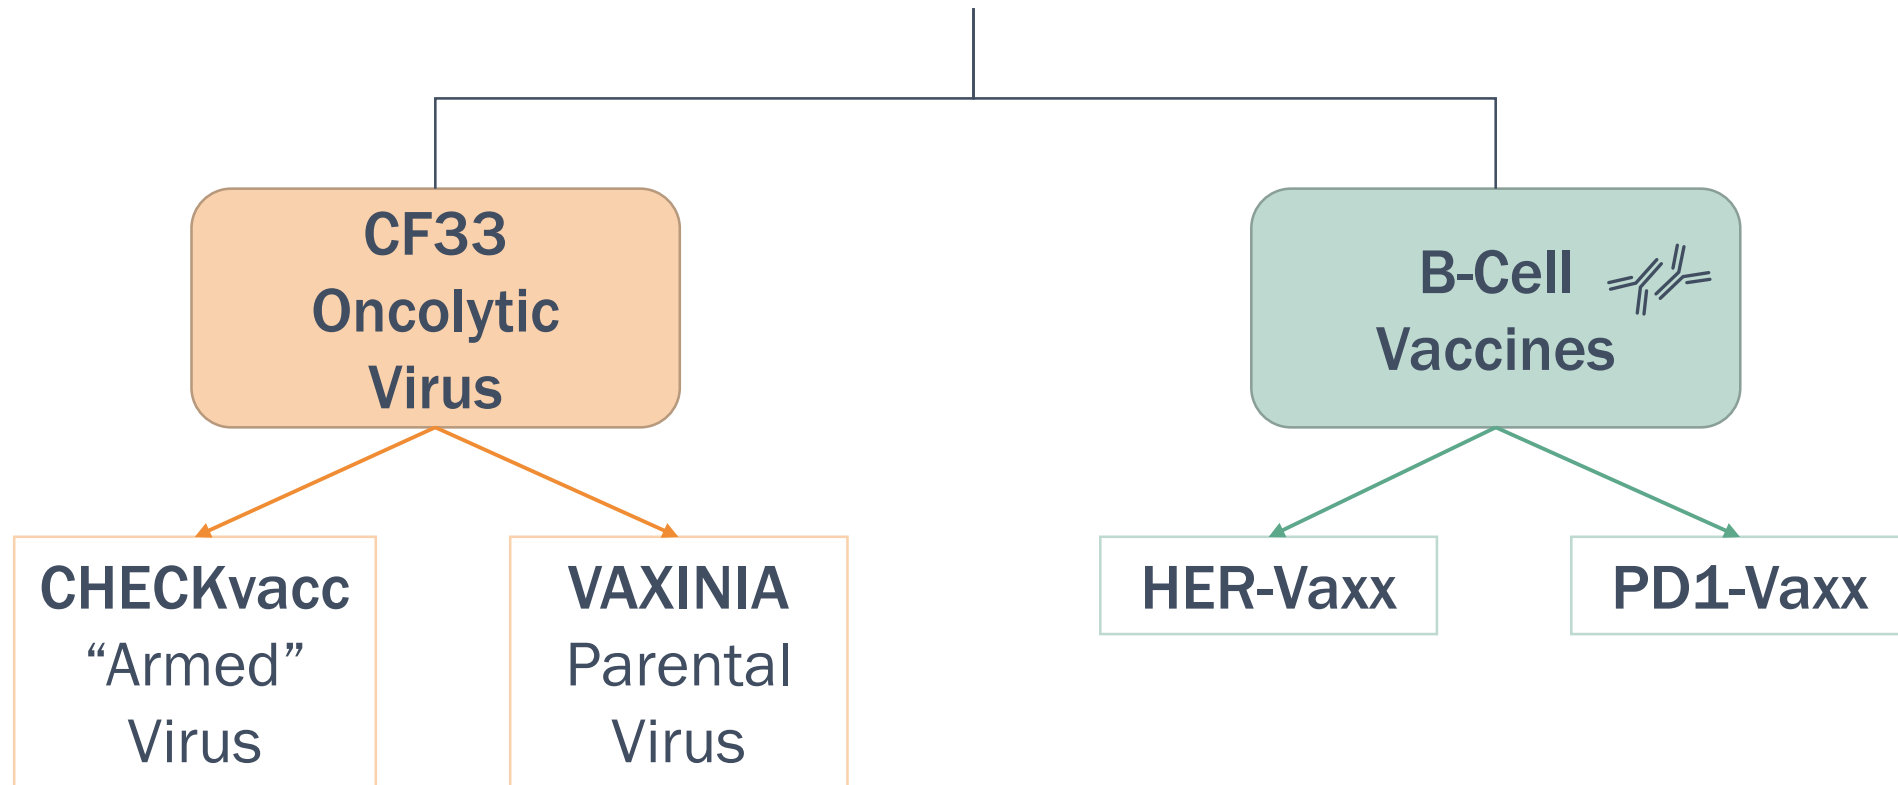 CF33
Oncolytic
Virus
B-Cell
Vaccines
CHECKvacc
“Armed”
Virus
VAXINIA
Parental
Virus
HER-Vaxx
PD1-Vaxx